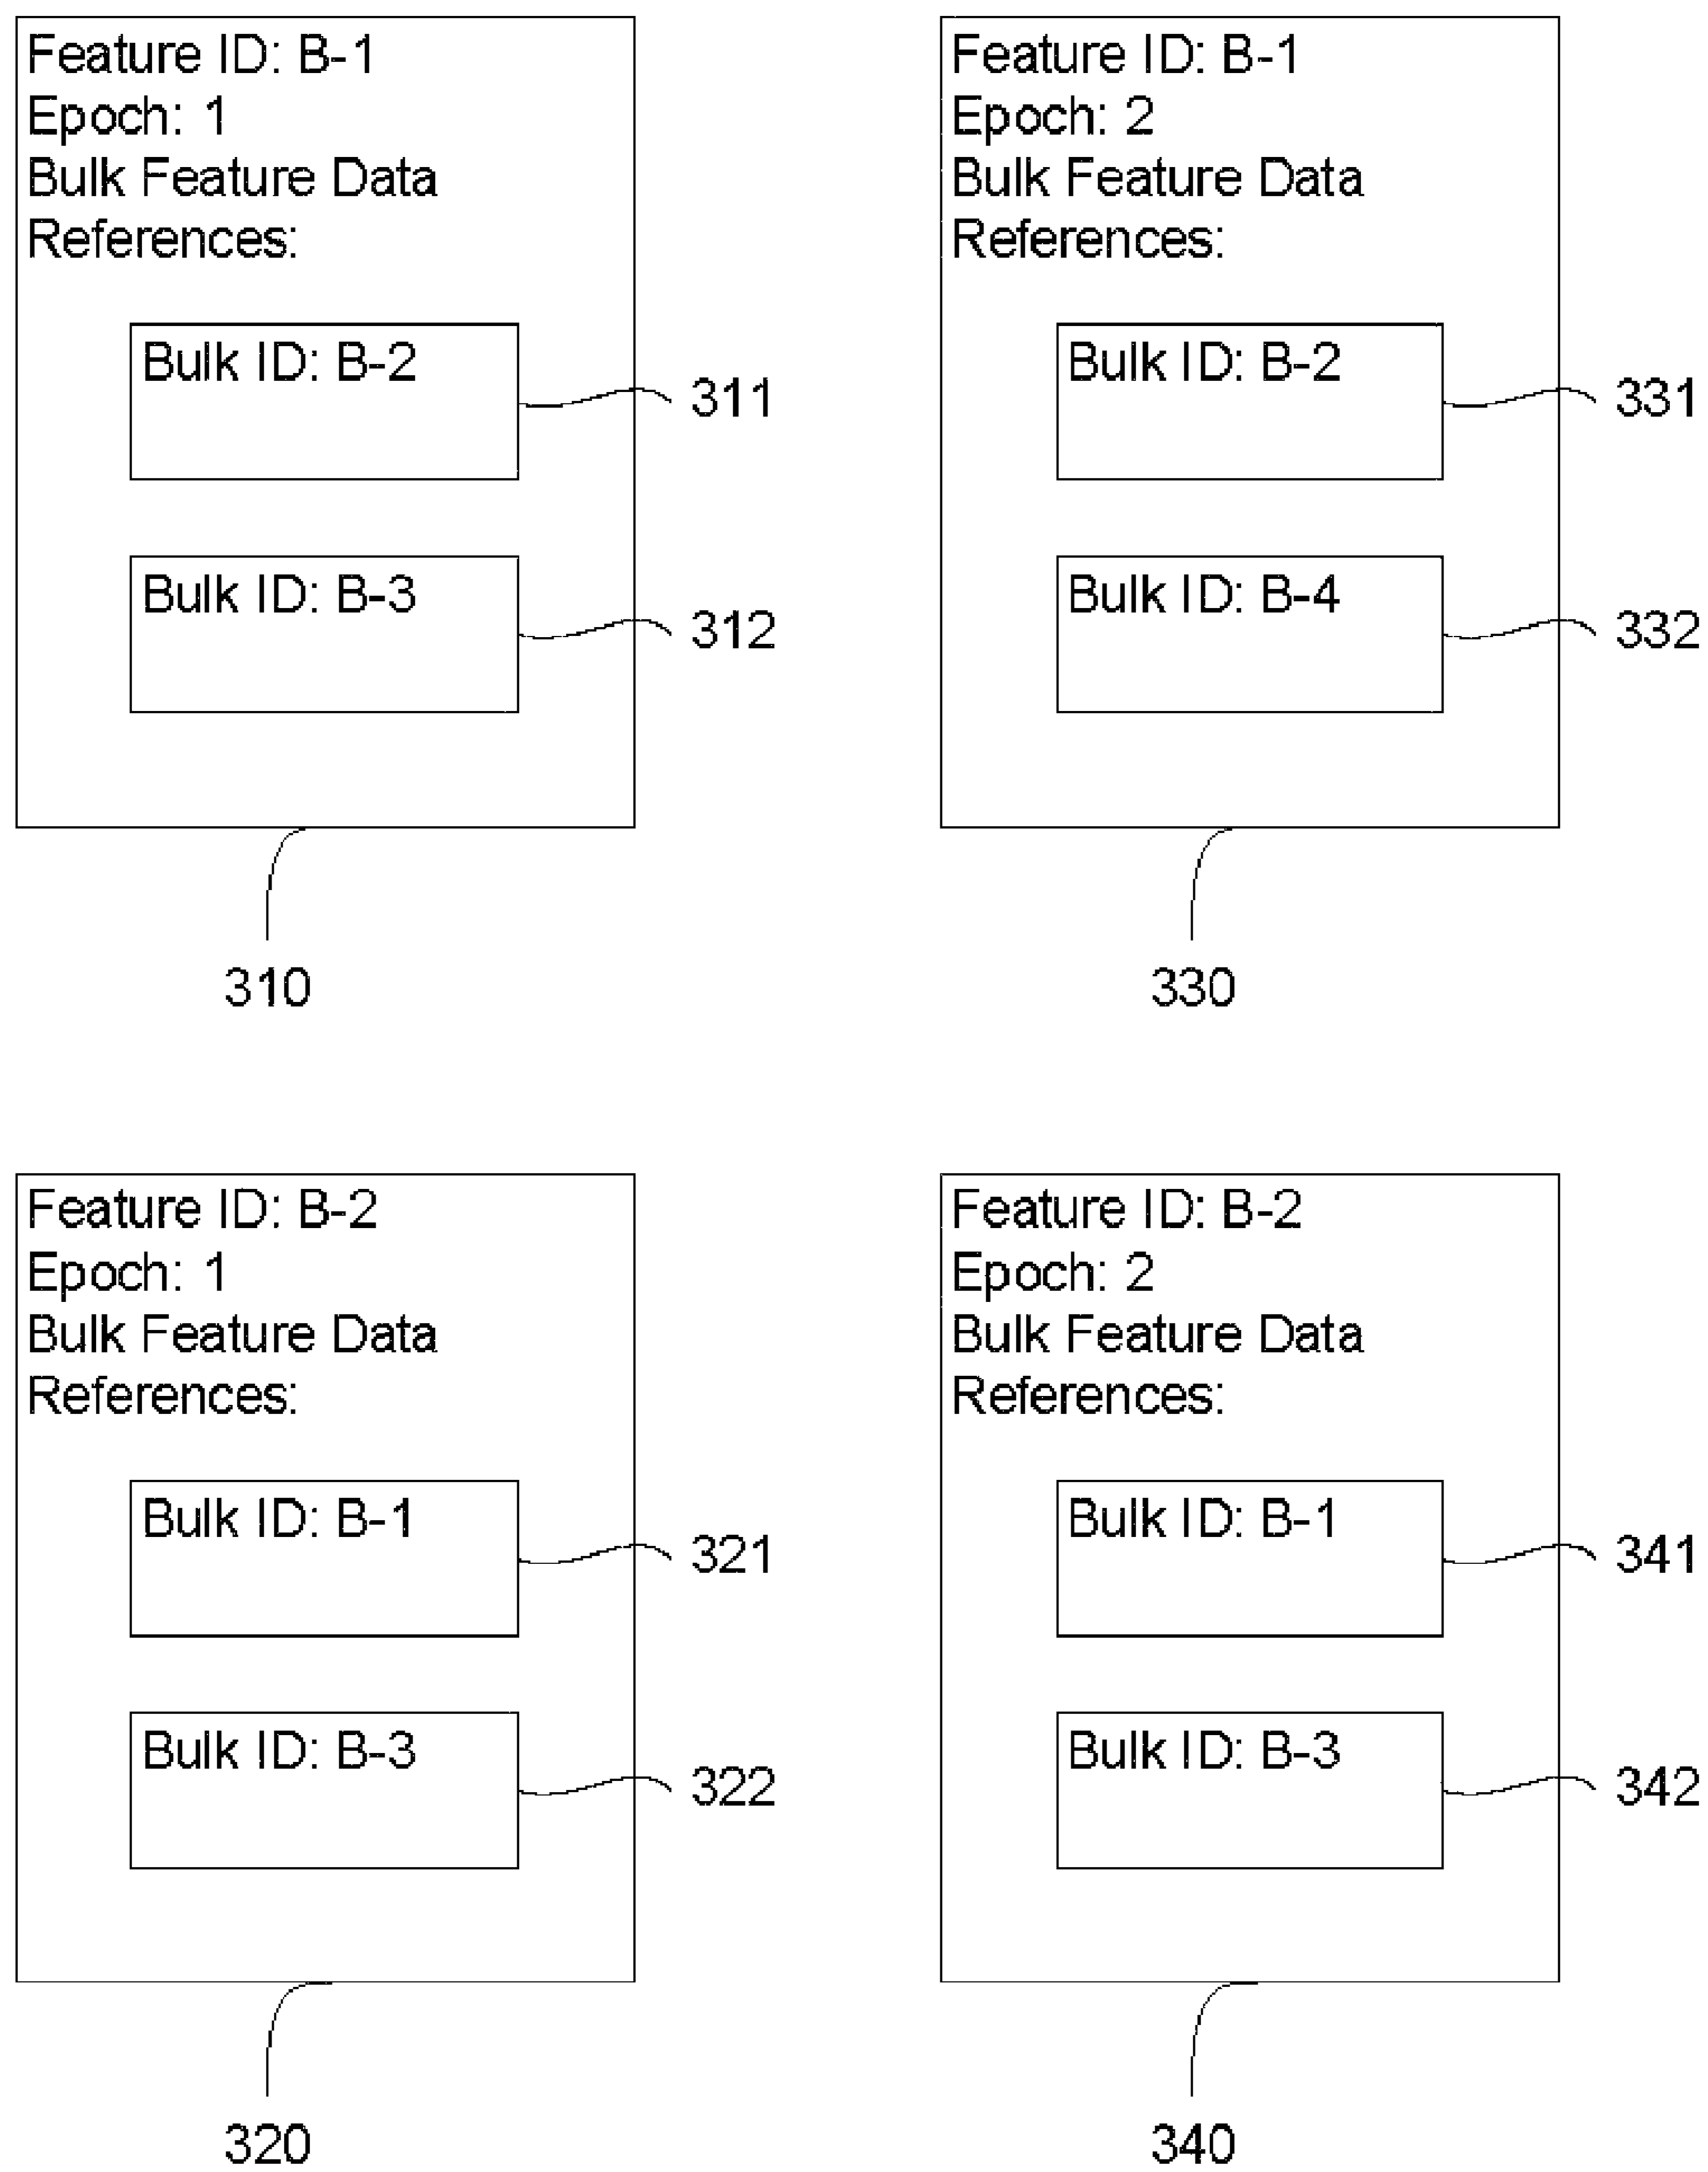 Feature ID: B-1
Epoch: 1
Bulk Feature Data
References:
Bulk ID: B-2
311
Bulk ID: B-3
312
310
Feature ID: B-1
Epoch: 2
Bulk Feature Data
References:
Bulk ID: B-2
331
Bulk ID: B-4
332
330
Feature ID: B-2
Epoch: 1
Bulk Feature Data
References:
Bulk ID: B-1
321
Bulk ID: B-3
322
320
Feature ID: B-2
Epoch: 2
Bulk Feature Data
References:
Bulk ID: B-1
341
Bulk ID: B-3
342
340